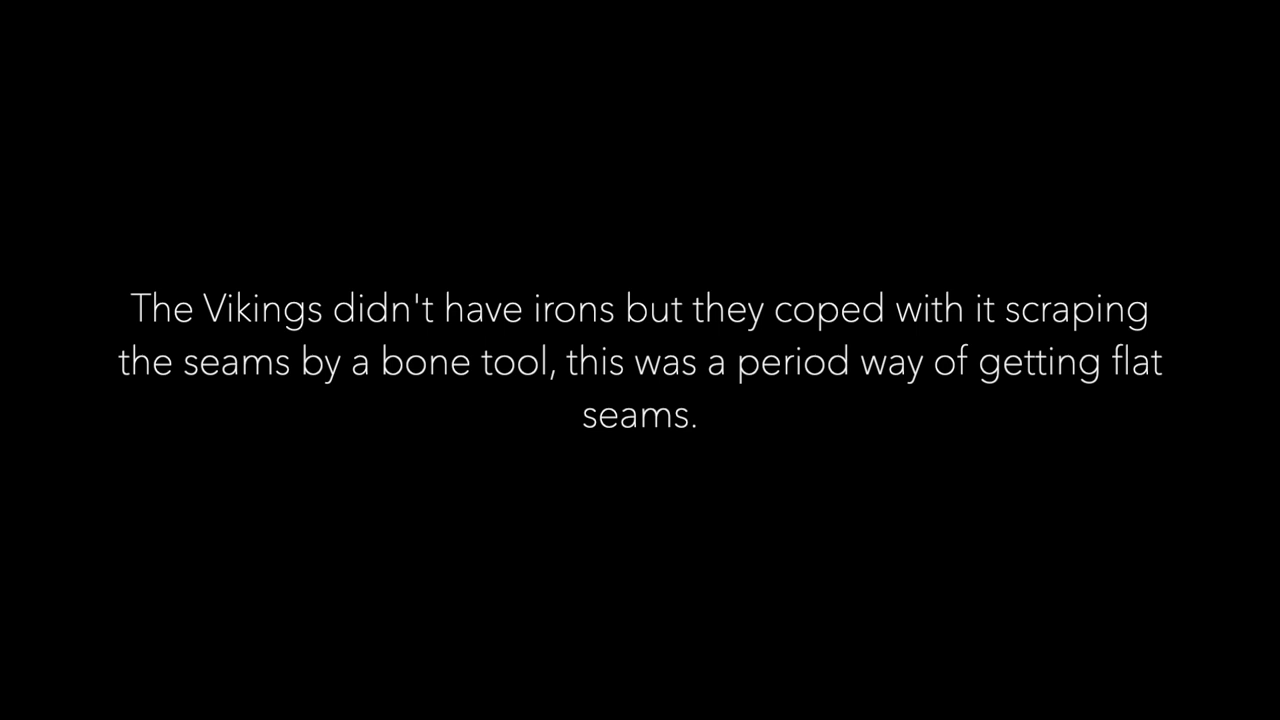 The Vikings didn't have irons but they coped with it scraping
the seams by a bone tool, this was a period way of getting flat
seams.